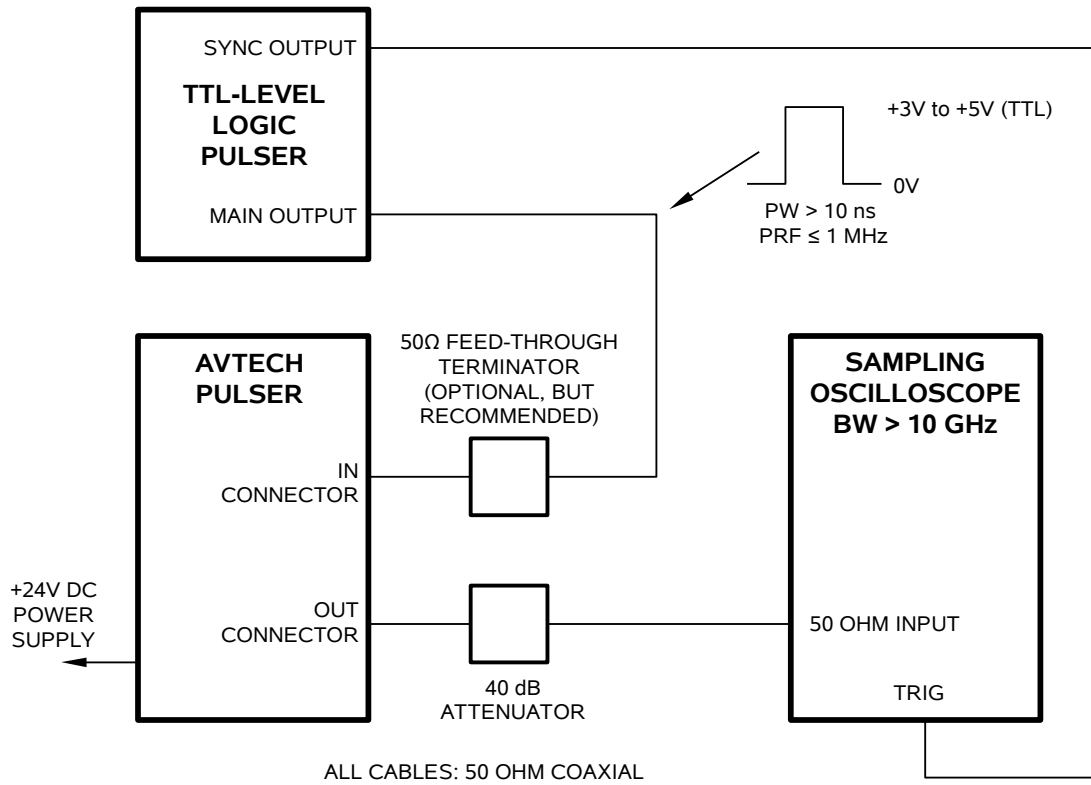 SYNC OUTPUT
TTL-LEVEL
LOGIC
PULSER
MAIN OUTPUT
+3V to +5V (TTL)
0V
PW > 10 ns
PRF ≤ 1 MHz
AVTECH
PULSER
50Ω FEED-THROUGH
TERMINATOR
(OPTIONAL, BUT
RECOMMENDED)
SAMPLING
OSCILLOSCOPE
BW > 10 GHz
IN
CONNECTOR
+24V DC
POWER
SUPPLY
OUT
CONNECTOR
40 dB
ATTENUATOR
50 OHM INPUT
TRIG
ALL CABLES: 50 OHM COAXIAL